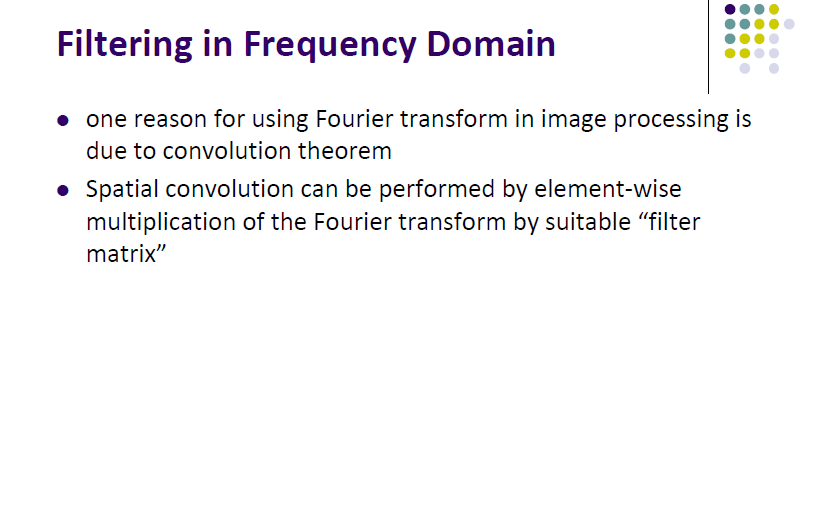 Filtering in Frequency Domain
one reason for using Fourier transform in image processing is
due to convolution theorem
Spatial convolution can be performed by element-wise
multiplication of the Fourier transform by suitable “filter
matrix”